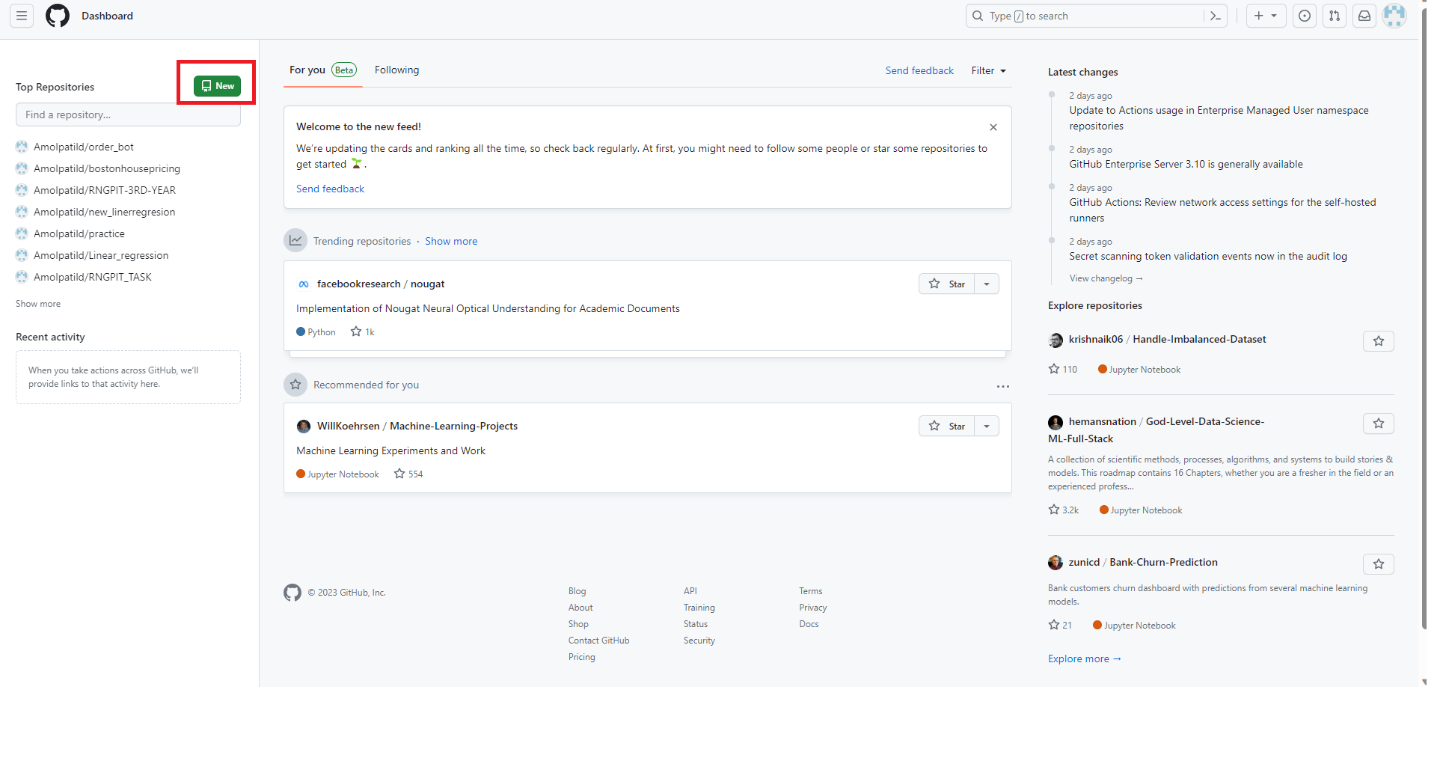 Dashboard
Type / to search
Top Repositories
New
Find a repository...
Amolpatild/order_bot
Amolpatild/bostonhousepricing
Amolpatild/RNGPIT-3RD-YEAR
Amolpatild/new_linerregresion
Amolpatild/practice
Amolpatild/Linear_regression
Amolpatild/RNGPIT_TASK
Show more
Recent activity
When you take actions across GitHub, we'll
provide links to that activity here.
For you Beta Following
Send feedback Filter
Welcome to the new feed!
We're updating the cards and ranking all the time, so check back regularly. At first, you might need to follow some people or star some repositories to
get started 🌱.
Send feedback
Trending repositories · Show more
facebookresearch / nougat
Star
Implementation of Nougat Neural Optical Understanding for Academic Documents
Python 1k
Recommended for you
...
WillKoehrsen / Machine-Learning-Projects
Star
Machine Learning Experiments and Work
Jupyter Notebook 554
© 2023 GitHub, Inc.
Blog
About
Shop
Contact GitHub
Pricing
API
Training
Status
Security
Terms
Privacy
Docs
Latest changes
2 days ago
Update to Actions usage in Enterprise Managed User namespace
repositories
2 days ago
GitHub Enterprise Server 3.10 is generally available
2 days ago
GitHub Actions: Review network access settings for the self-hosted
runners
2 days ago
Secret scanning token validation events now in the audit log
View changelog →
Explore repositories
krishnaik06 / Handle-Imbalanced-Dataset
110 Jupyter Notebook
hemansnation / God-Level-Data-Science-
ML-Full-Stack
A collection of scientific methods, processes, algorithms, and systems to build stories &
models. This roadmap contains 16 Chapters, whether you are a fresher in the field or an
experienced profess...
3.2k Jupyter Notebook
zunicd / Bank-Churn-Prediction
Bank customers churn dashboard with predictions from several machine learning
models.
21 Jupyter Notebook
Explore more →